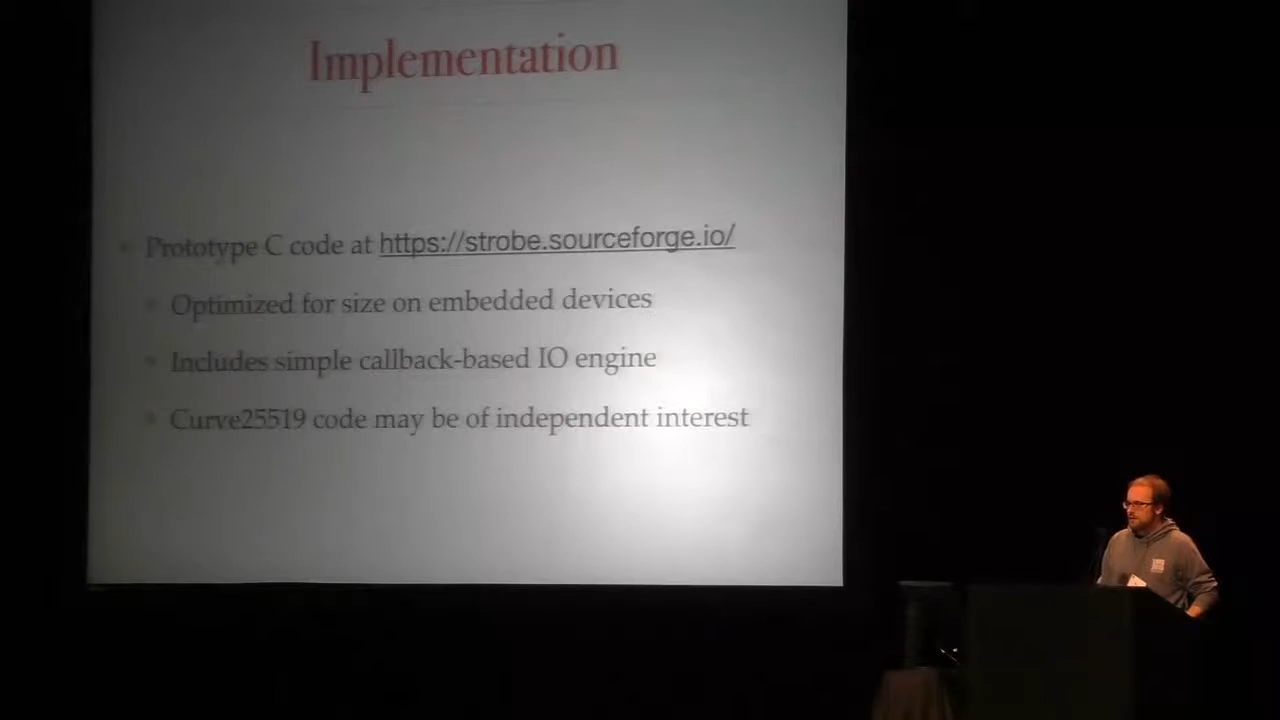 Implementation
Prototype C code at https://strobe.sourceforge.io/
Optimized for size on embedded devices
Includes simple callback-based IO engine
Curve25519 code may be of independent interest